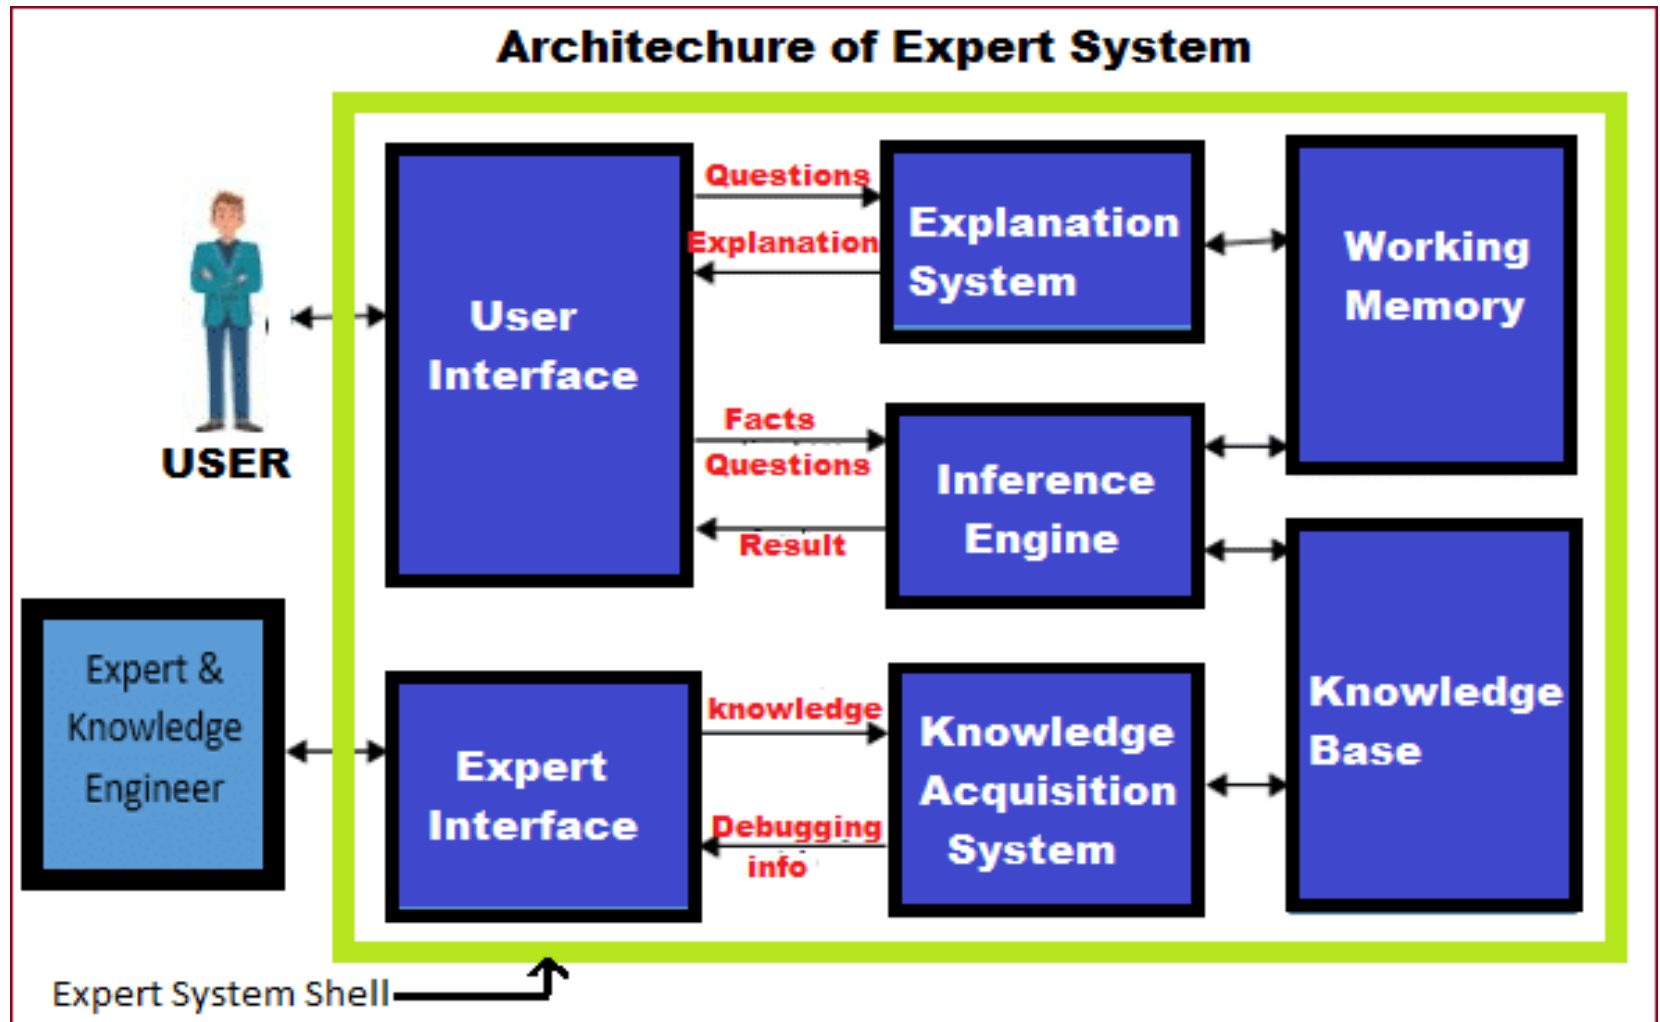 Architechure of Expert System
USER
User
Interface
Questions
Explanation
Explanation
System
Working
Memory
Facts
Questions
Result
Inference
Engine
Expert &
Knowledge
Engineer
Expert
Interface
knowledge
Debugging
info
Knowledge
Acquisition
System
Knowledge
Base
Expert System Shell